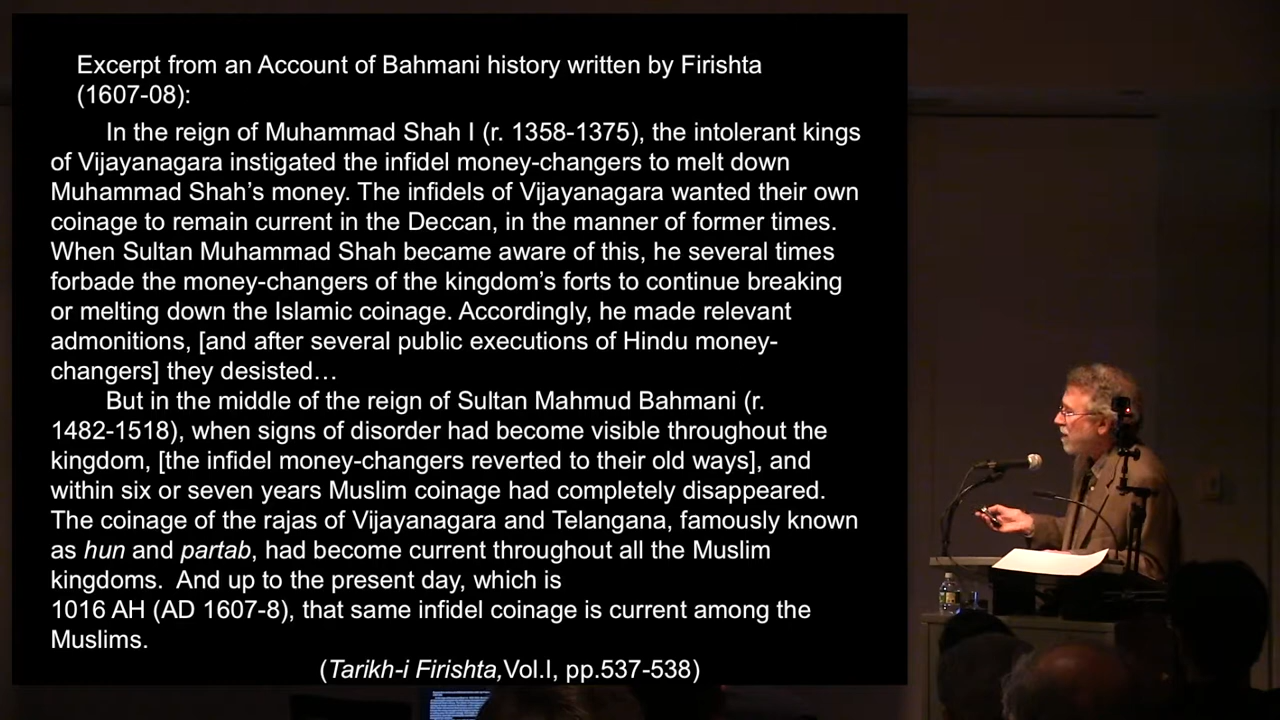 Excerpt from an Account of Bahmani history written by Firishta
(1607-08):
In the reign of Muhammad Shah I (r. 1358-1375), the intolerant kings
of Vijayanagara instigated the infidel money-changers to melt down
Muhammad Shah’s money. The infidels of Vijayanagara wanted their own
coinage to remain current in the Deccan, in the manner of former times.
When Sultan Muhammad Shah became aware of this, he several times
forbade the money-changers of the kingdom’s forts to continue breaking
or melting down the Islamic coinage. Accordingly, he made relevant
admonitions, [and after several public executions of Hindu money-
changers] they desisted…
But in the middle of the reign of Sultan Mahmud Bahmani (r.
1482-1518), when signs of disorder had become visible throughout the
kingdom, [the infidel money-changers reverted to their old ways], and
within six or seven years Muslim coinage had completely disappeared.
The coinage of the rajas of Vijayanagara and Telangana, famously known
as hun and partab, had become current throughout all the Muslim
kingdoms.  And up to the present day, which is
1016 AH (AD 1607-8), that same infidel coinage is current among the
Muslims.
(Tarikh-i Firishta,Vol.I, pp.537-538)